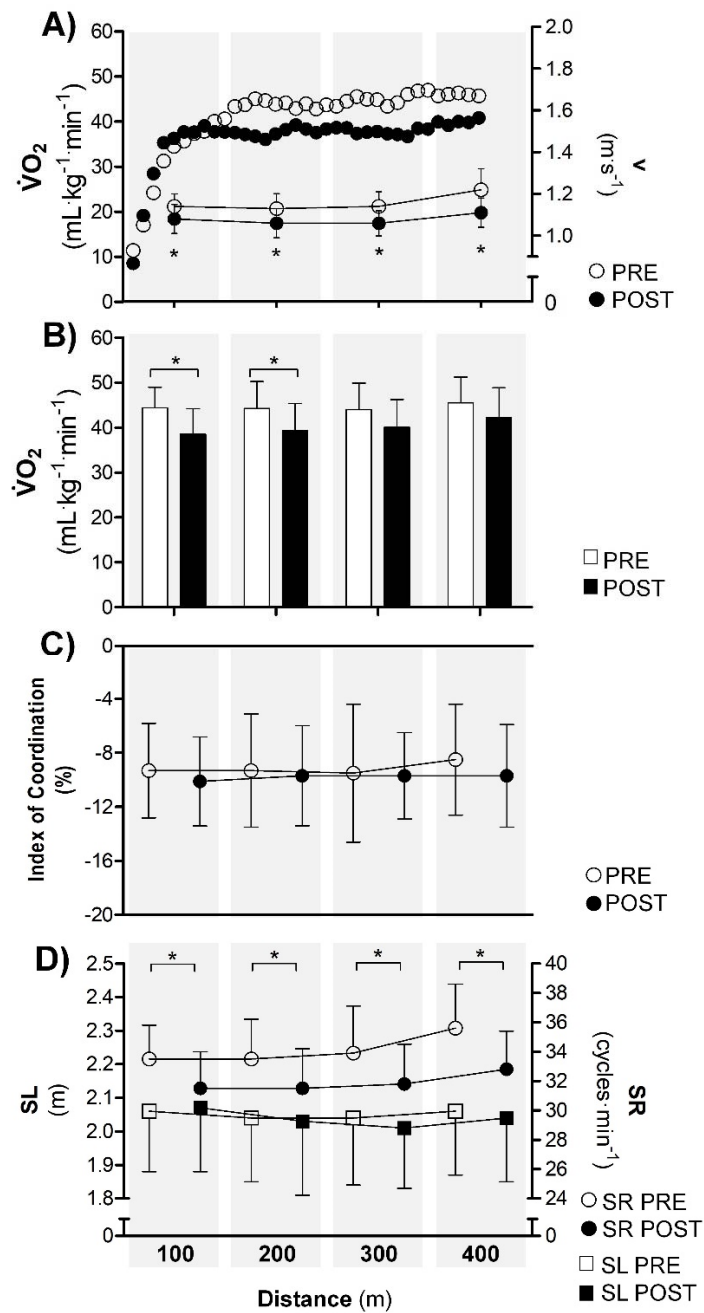 A)
60
50
40
30
20
10
0
V̇O₂
(mL·kg⁻¹·min⁻¹)
2.0
1.8
1.6
1.4
1.2
1.0
0
v
(m·s⁻¹)
* * * *
PRE
POST
B)
60
50
40
30
20
10
0
V̇O₂
(mL·kg⁻¹·min⁻¹)
* *
PRE
POST
C)
0
-4
-8
-12
-16
-20
Index of Coordination
(%)
PRE
POST
D)
2.5
2.4
2.3
2.2
2.1
2.0
1.9
1.8
0
SL
(m)
* * * *
40
38
36
34
32
30
28
26
24
0
SR
(cycles·min⁻¹)
SR PRE
SR POST
SL PRE
SL POST
100 200 300 400
Distance (m)